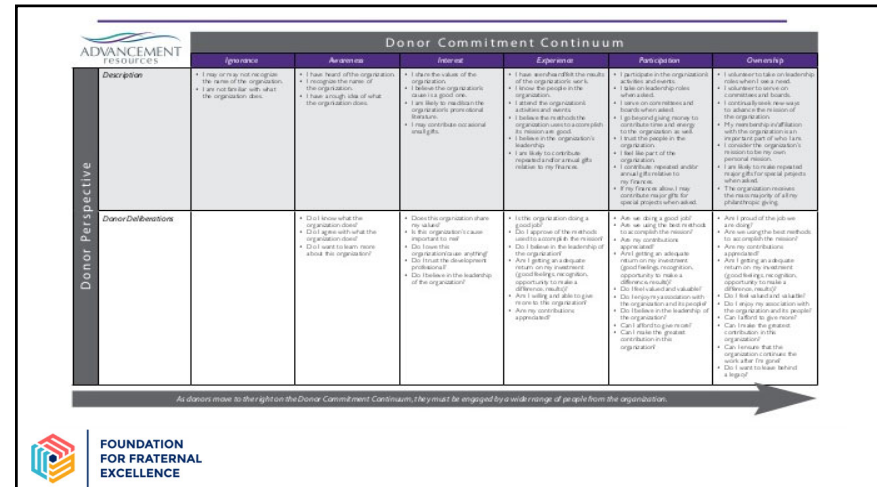 ADVANCEMENT
resources
Donor Commitment Continuum
Ignorance
Awareness
Interest
Experience
Participation
Ownership
Donor Perspective
Description
• I may or may not recognize
the name of the organization.
• I am not familiar with what
the organization does.
• I have heard of the organization.
• I recognize the name of
the organization.
• I have a rough idea of what
the organization does.
• I share the values of the
organization.
• I believe the organization's
cause is a good one.
• I am likely to read/scan the
organization's promotional
literature.
• I may contribute occasional
small gifts.
• I have seen/heard/felt the results
of the organization's work.
• I know the people in the
organization.
• I attend the organization's
activities and events.
• I believe the methods the
organization uses to accomplish
its mission are good.
• I believe in the organization's
leadership.
• I am likely to contribute
repeated and/or annual gifts
relative to my finances.
• I participate in the organization's
activities and events.
• I take on leadership roles
when asked.
• I serve on committees and
boards when asked.
• I go beyond giving money to
contribute time and energy
to the organization as well.
• I trust the people in the
organization.
• I feel like part of the
organization.
• I contribute repeated and/or
annual gifts relative to
my finances.
• If my finances allow, I may
contribute major gifts for
special projects when asked.
• I volunteer to take on leadership
roles when I see a need.
• I volunteer to serve on
committees and boards.
• I continually seek new ways
to advance the mission of
the organization.
• My membership in/affiliation
with the organization is an
important part of who I am.
• I consider the organization's
mission to be my own
personal mission.
• I am likely to make repeated
major gifts for special projects
when asked.
• The organization receives
the mass majority of all my
philanthropic giving.
Donor Deliberations
• Do I know what the
organization does?
• Do I agree with what the
organization does?
• Do I want to learn more
about this organization?
• Does this organization share
my values?
• Is this organization's cause
important to me?
• Do I owe this
organization/cause anything?
• Do I trust the development
professional?
• Do I believe in the leadership
of the organization?
• Is the organization doing a
good job?
• Do I approve of the methods
used to accomplish the mission?
• Do I believe in the leadership of
the organization?
• Am I getting an adequate
return on my investment
(good feelings, recognition,
opportunity to make a
difference, results)?
• Am I willing and able to give
more to the organization?
• Are my contributions
appreciated?
• Are we doing a good job?
• Are we using the best methods
to accomplish the mission?
• Are my contributions
appreciated?
• Am I getting an adequate
return on my investment
(good feelings, recognition,
opportunity to make a
difference, results)?
• Do I feel valued and valuable?
• Do I enjoy my association with
the organization and its people?
• Do I believe in the leadership of
the organization?
• Can I afford to give more?
• Can I make the greatest
contribution in this
organization?
• Am I proud of the job we
are doing?
• Are we using the best methods
to accomplish the mission?
• Are my contributions
appreciated?
• Am I getting an adequate
return on my investment
(good feelings, recognition,
opportunity to make a
difference, results)?
• Do I feel valued and valuable?
• Do I enjoy my association with
the organization and its people?
• Can I afford to give more?
• Can I make the greatest
contribution in this
organization?
• Can I ensure that the
organization continues the
work after I'm gone?
• Do I want to leave behind
a legacy?
As donors move to the right on the Donor Commitment Continuum, they must be engaged by a wider range of people from the organization.
FOUNDATION
FOR FRATERNAL
EXCELLENCE